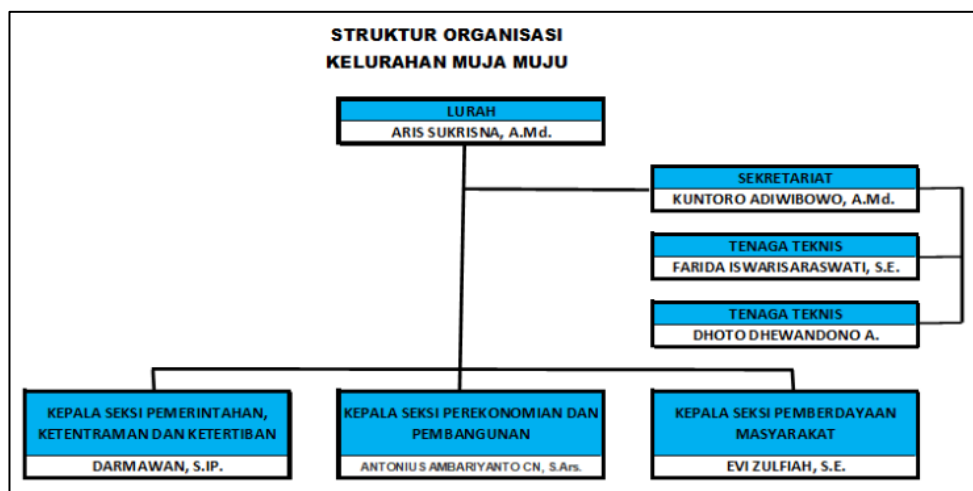 STRUKTUR ORGANISASI
KELURAHAN MUJA MUJU
LURAH
ARIS SUKRISNA, A.Md.
SEKRETARIAT
KUNTORO ADIWIBOWO, A.Md.
TENAGA TEKNIS
FARIDA ISWARISARASWATI, S.E.
TENAGA TEKNIS
DHOTO DHEWANDONO A.
KEPALA SEKSI PEMERINTAHAN,
KETENTRAMAN DAN KETERTIBAN
DARMAWAN, S.IP.
KEPALA SEKSI PEREKONOMIAN DAN
PEMBANGUNAN
ANTONIUS AMBARIYANTO CN, S.Ars.
KEPALA SEKSI PEMBERDAYAAN
MASYARAKAT
EVI ZULFIAH, S.E.